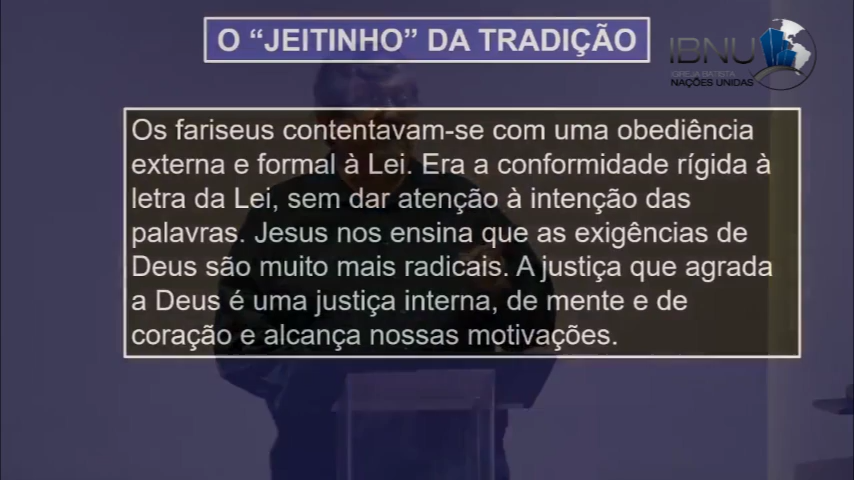 O “JEITINHO” DA TRADIÇÃO
IBNU
IGREJA BATISTA
NAÇÕES UNIDAS
Os fariseus contentavam-se com uma obediência
externa e formal à Lei. Era a conformidade rígida à
letra da Lei, sem dar atenção à intenção das
palavras. Jesus nos ensina que as exigências de
Deus são muito mais radicais. A justiça que agrada
a Deus é uma justiça interna, de mente e de
coração e alcança nossas motivações.